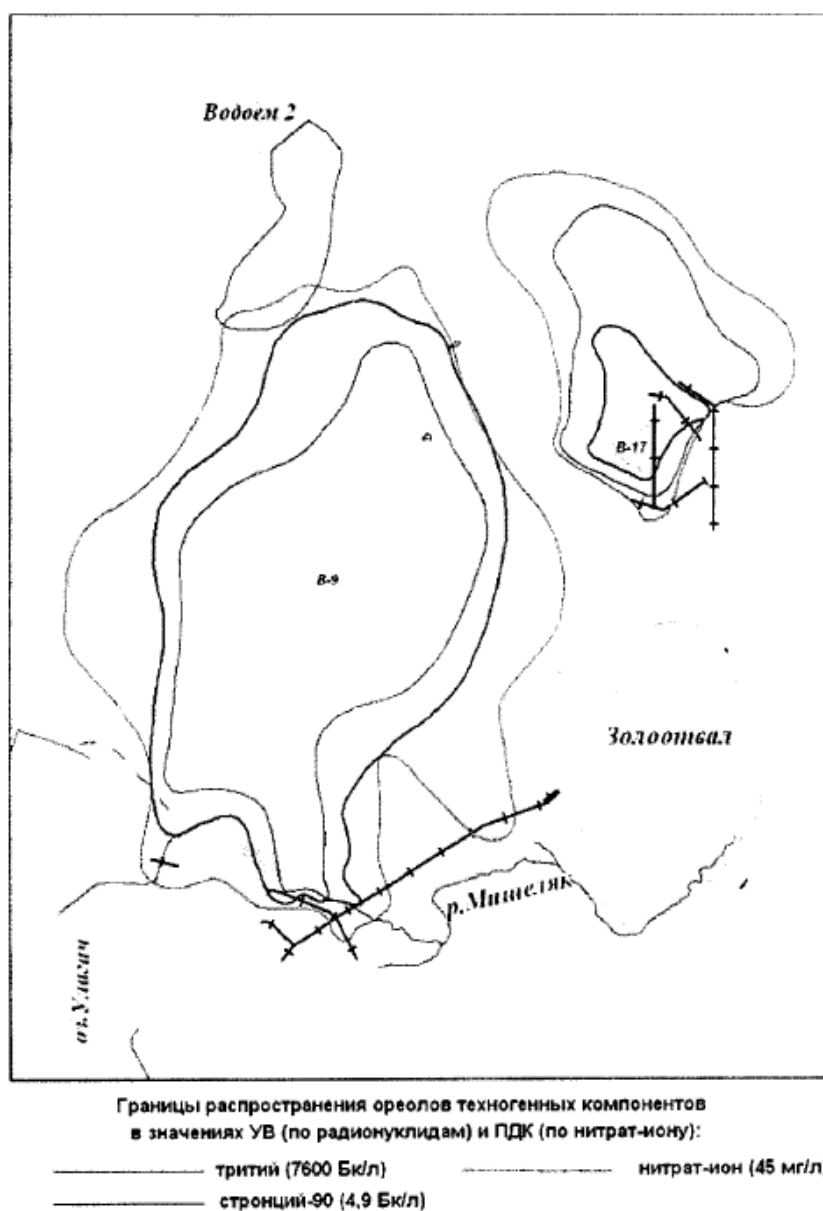 Водоем 2
В-17
В-9
Золоотвал
р.Мишеляк
оз.Улагач
Границы распространения ореолов техногенных компонентов
в значениях УВ (по радионуклидам) и ПДК (по нитрат-иону):
тритий (7600 Бк/л) нитрат-ион (45 мг/л)
стронций-90 (4,9 Бк/л)